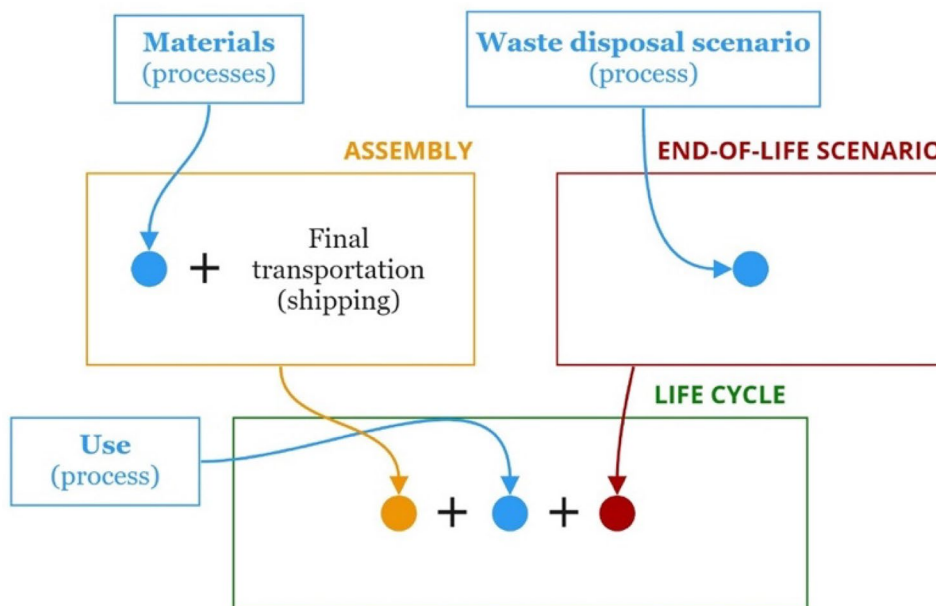 Materials
(processes)
Waste disposal scenario
(process)
ASSEMBLY
END-OF-LIFE SCENARIO
+
Final
transportation
(shipping)
LIFE CYCLE
Use
(process)
+ +